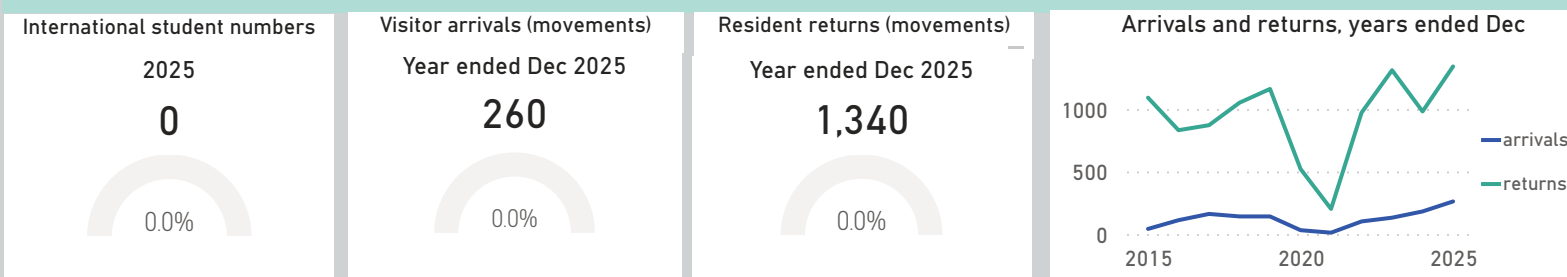 International student numbers
2025
0
0.0%
Visitor arrivals (movements)
Year ended Dec 2025
260
0.0%
Resident returns (movements)
Year ended Dec 2025
1,340
0.0%
Arrivals and returns, years ended Dec
1000
500
0
2015
2020
2025
arrivals
returns